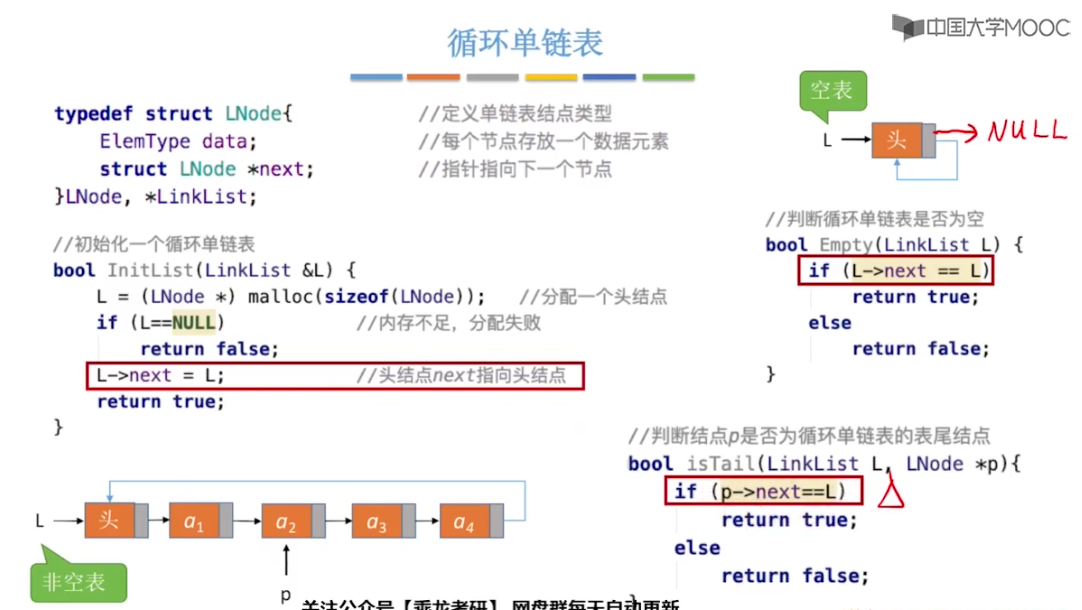 中国大学MOOC
循环单链表
typedef struct LNode{ //定义单链表结点类型
ElemType data; //每个节点存放一个数据元素
struct LNode *next; //指针指向下一个节点
}LNode, *LinkList;
//初始化一个循环单链表
bool InitList(LinkList &L) {
L = (LNode *) malloc(sizeof(LNode)); //分配一个头结点
if (L==NULL) //内存不足，分配失败
return false;
L->next = L; //头结点next指向头结点
return true;
}
空表
L 头 NULL
//判断循环单链表是否为空
bool Empty(LinkList L) {
if (L->next == L)
return true;
else
return false;
}
//判断结点p是否为循环单链表的表尾结点
bool isTail(LinkList L, LNode *p){
if (p->next==L)
return true;
else
return false;
}
L 头 a1 a2 a3 a4
非空表
p
关注公众号【乘龙考研】 网盘群每天自动更新